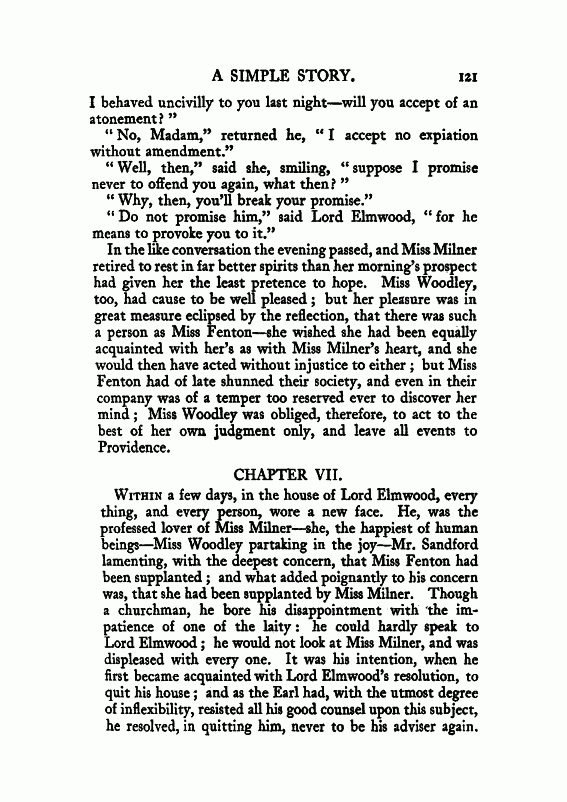 A SIMPLE STORY. 121
I behaved uncivilly to you last night—will you accept of an
atonement? ”
“ No, Madam,” returned he, “ I accept no expiation
without amendment.”
“ Well, then,” said she, smiling, “ suppose I promise
never to offend you again, what then? ”
“ Why, then, you’ll break your promise.”
“ Do not promise him,” said Lord Elmwood, “ for he
means to provoke you to it.”
In the like conversation the evening passed, and Miss Milner
retired to rest in far better spirits than her morning’s prospect
had given her the least pretence to hope. Miss Woodley,
too, had cause to be well pleased ; but her pleasure was in
great measure eclipsed by the reflection, that there was such
a person as Miss Fenton—she wished she had been equally
acquainted with her’s as with Miss Milner’s heart, and she
would then have acted without injustice to either ; but Miss
Fenton had of late shunned their society, and even in their
company was of a temper too reserved ever to discover her
mind ; Miss Woodley was obliged, therefore, to act to the
best of her own judgment only, and leave all events to
Providence.
CHAPTER VII.
Within a few days, in the house of Lord Elmwood, every
thing, and every person, wore a new face. He, was the
professed lover of Miss Milner—she, the happiest of human
beings—Miss Woodley partaking in the joy—Mr. Sandford
lamenting, with the deepest concern, that Miss Fenton had
been supplanted ; and what added poignantly to his concern
was, that she had been supplanted by Miss Milner. Though
a churchman, he bore his disappointment with the im-
patience of one of the laity : he could hardly speak to
Lord Elmwood ; he would not look at Miss Milner, and was
displeased with every one. It was his intention, when he
first became acquainted with Lord Elmwood’s resolution, to
quit his house ; and as the Earl had, with the utmost degree
of inflexibility, resisted all his good counsel upon this subject,
he resolved, in quitting him, never to be his adviser again.